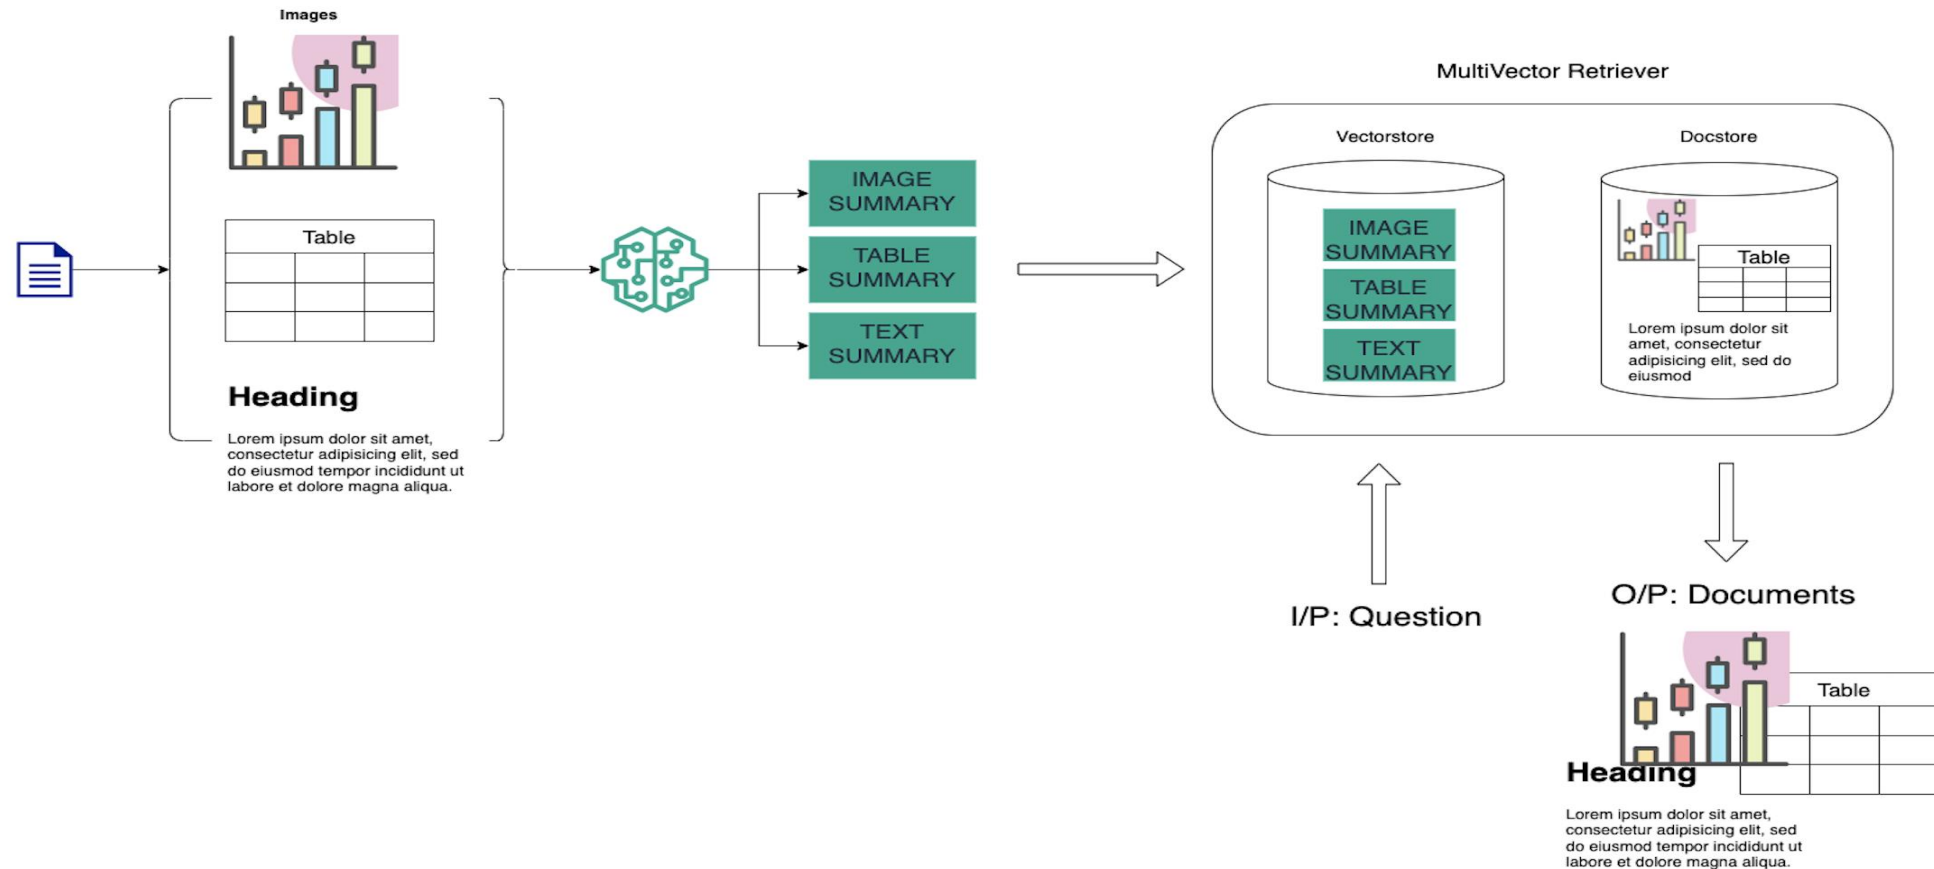 Images
Table
Heading
Lorem ipsum dolor sit amet,
consectetur adipisicing elit, sed
do eiusmod tempor incididunt ut
labore et dolore magna aliqua.
IMAGE
SUMMARY
TABLE
SUMMARY
TEXT
SUMMARY
MultiVector Retriever
Vectorstore
IMAGE
SUMMARY
TABLE
SUMMARY
TEXT
SUMMARY
Docstore
Table
Lorem ipsum dolor sit
amet, consectetur
adipisicing elit, sed do
eiusmod
I/P: Question
O/P: Documents
Table
Heading
Lorem ipsum dolor sit amet,
consectetur adipisicing elit, sed
do eiusmod tempor incididunt ut
labore et dolore magna aliqua.